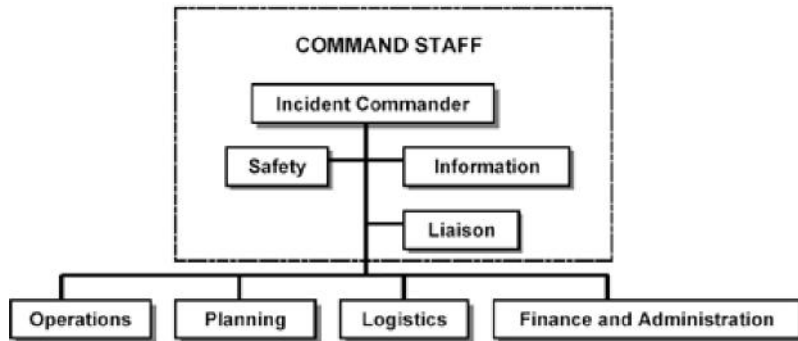 COMMAND STAFF
Incident Commander
Safety
Information
Liaison
Operations
Planning
Logistics
Finance and Administration